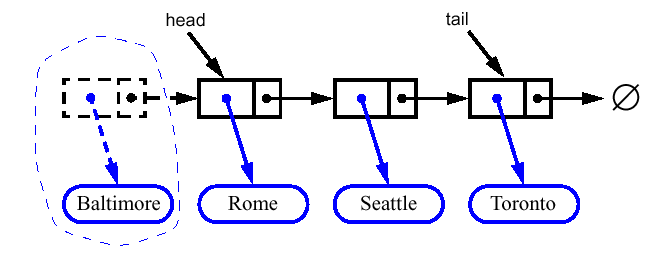 head
tail
∅
Baltimore
Rome
Seattle
Toronto